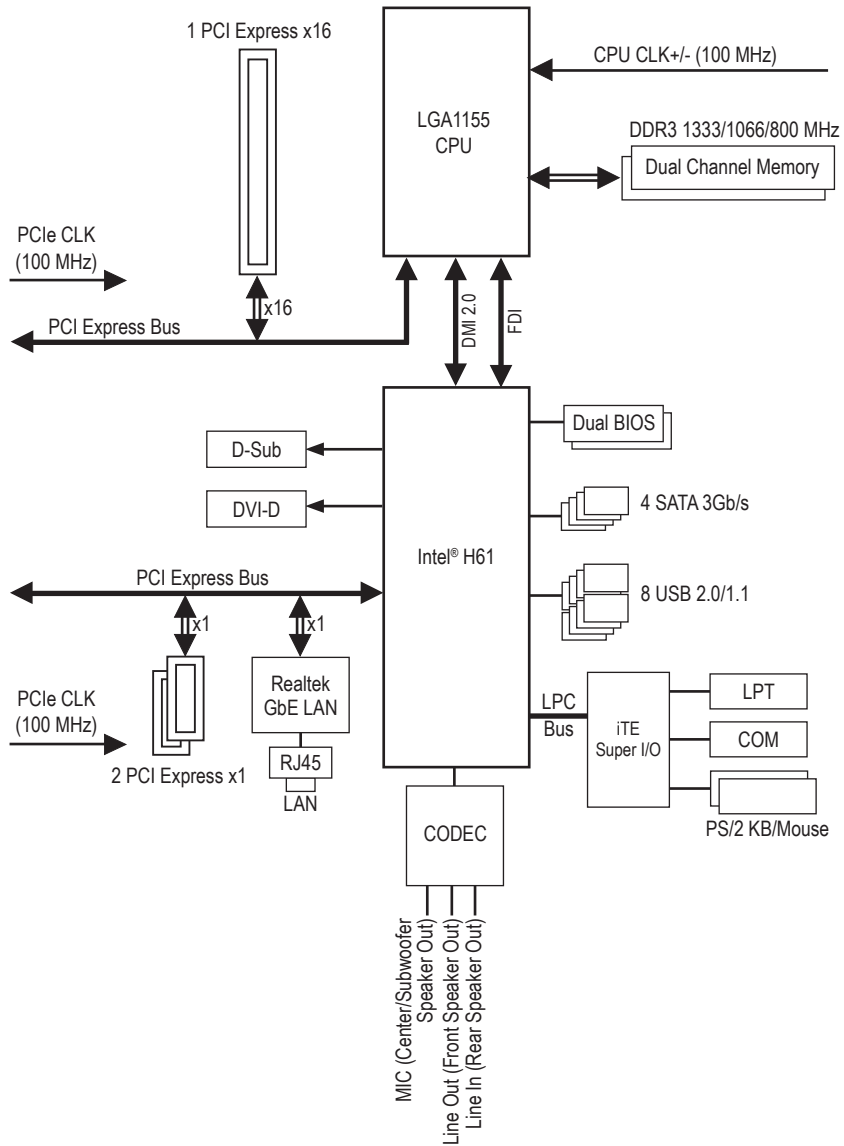 1 PCI Express x16
CPU CLK+/- (100 MHz)
LGA1155
CPU
DDR3 1333/1066/800 MHz
Dual Channel Memory
PCIe CLK
(100 MHz)
x16
PCI Express Bus
DMI 2.0
FDI
Dual BIOS
D-Sub
4 SATA 3Gb/s
DVI-D
Intel® H61
PCI Express Bus
8 USB 2.0/1.1
x1
x1
Realtek
GbE LAN
PCIe CLK
(100 MHz)
LPC
Bus
iTE
Super I/O
LPT
COM
RJ45
LAN
2 PCI Express x1
PS/2 KB/Mouse
CODEC
MIC (Center/Subwoofer
Speaker Out)
Line Out (Front Speaker Out)
Line In (Rear Speaker Out)